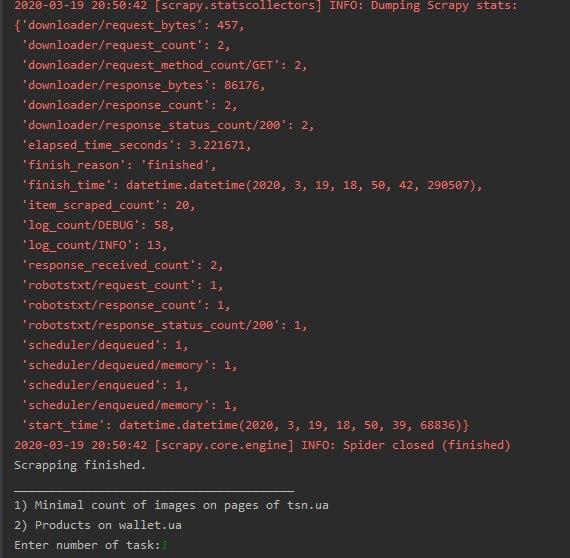 2020-03-19 20:50:42 [scrapy.statscollectors] INFO: Dumping Scrapy stats:
{'downloader/request_bytes': 457,
'downloader/request_count': 2,
'downloader/request_method_count/GET': 2,
'downloader/response_bytes': 86176,
'downloader/response_count': 2,
'downloader/response_status_count/200': 2,
'elapsed_time_seconds': 3.221671,
'finish_reason': 'finished',
'finish_time': datetime.datetime(2020, 3, 19, 18, 50, 42, 290507),
'item_scraped_count': 20,
'log_count/DEBUG': 58,
'log_count/INFO': 13,
'response_received_count': 2,
'robotstxt/request_count': 1,
'robotstxt/response_count': 1,
'robotstxt/response_status_count/200': 1,
'scheduler/dequeued': 1,
'scheduler/dequeued/memory': 1,
'scheduler/enqueued': 1,
'scheduler/enqueued/memory': 1,
'start_time': datetime.datetime(2020, 3, 19, 18, 50, 39, 68836)}
2020-03-19 20:50:42 [scrapy.core.engine] INFO: Spider closed (finished)
Scrapping finished.
________________________________________
1) Minimal count of images on pages of tsn.ua
2) Products on wallet.ua
Enter number of task:1